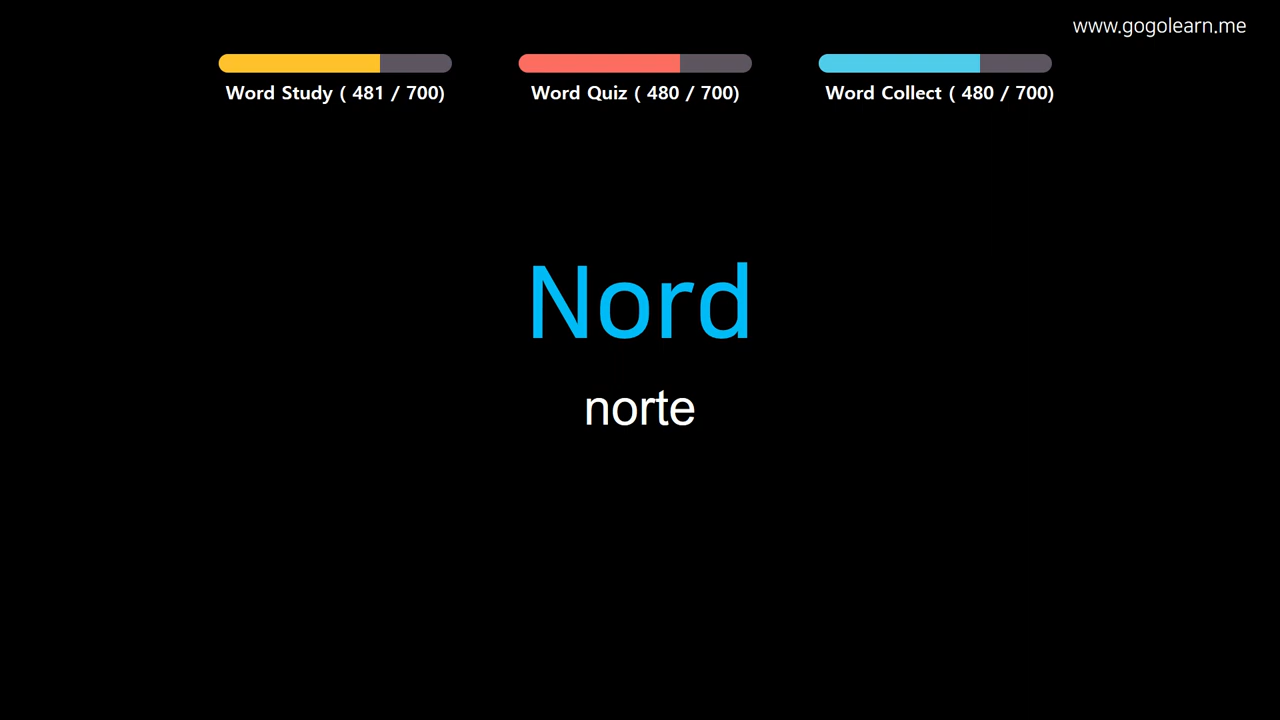 www.gogolearn.me
Word Study ( 481 / 700)
Word Quiz ( 480 / 700)
Word Collect ( 480 / 700)
Nord
norte